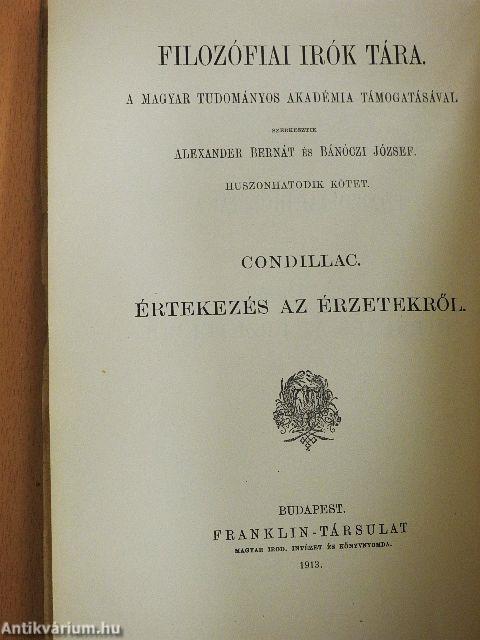 FILOZÓFIAI IRÓK TÁRA.
A MAGYAR TUDOMÁNYOS AKADÉMIA TÁMOGATÁSÁVAL
SZERKESZTIK
ALEXANDER BERNÁT ÉS BÁNÓCZI JÓZSEF.
HUSZONHATODIK KÖTET.
CONDILLAC.
ÉRTEKEZÉS AZ ÉRZETEKRŐL.
BUDAPEST.
FRANKLIN-TÁRSULAT
MAGYAR IROD. INTÉZET ÉS KÖNYVNYOMDA.
1913.
Antikvárium.hu